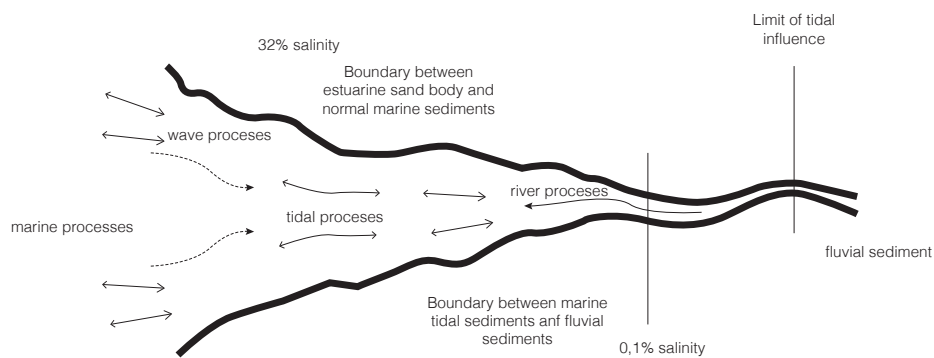 Limit of tidal
influence
32% salinity
Boundary between
estuarine sand body and
normal marine sediments
wave proceses
river proceses
tidal proceses
marine processes
fluvial sediment
Boundary between marine
tidal sediments anf fluvial
sediments
0,1% salinity